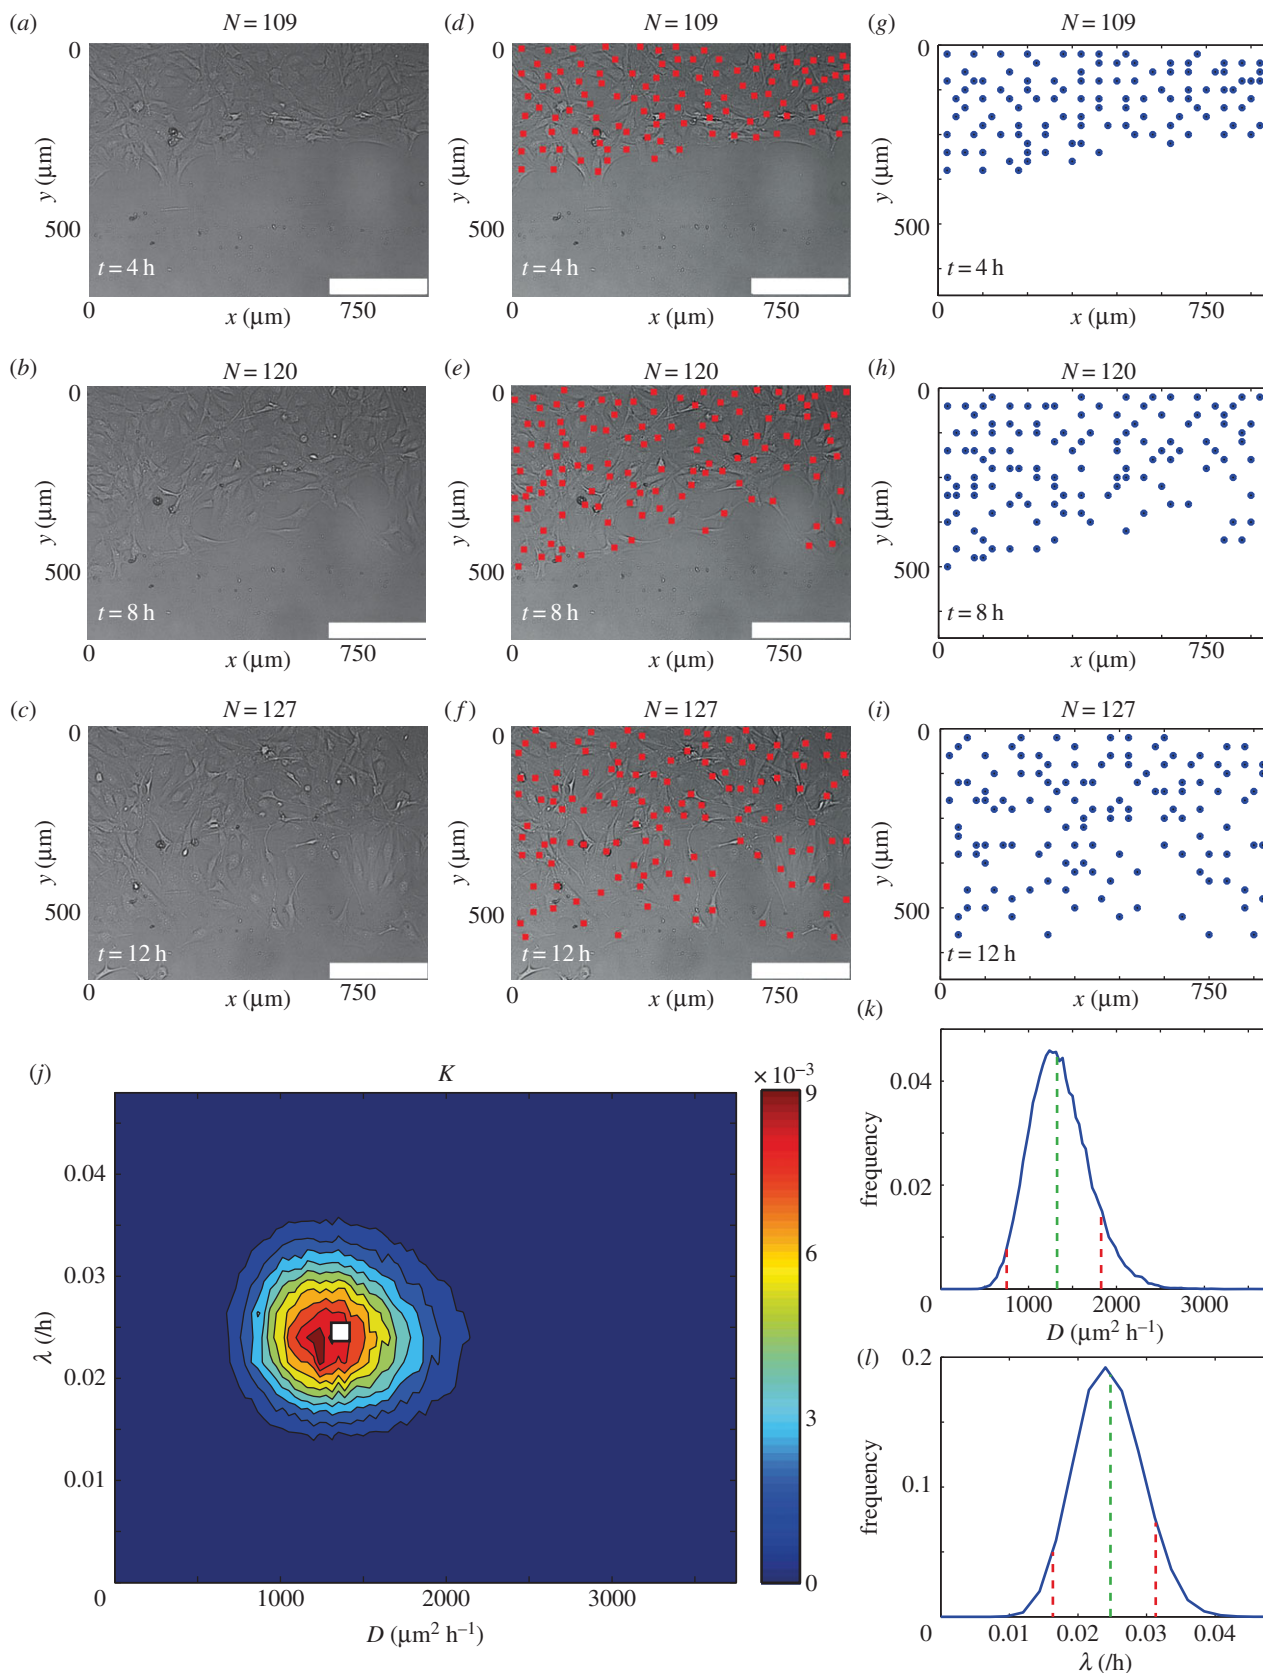 (a) N = 109
0
y (μm)
500
t = 4 h
0 750
x (μm)
(d) N = 109
0
y (μm)
500
t = 4 h
0 750
x (μm)
(g) N = 109
0
y (μm)
500
t = 4 h
0 750
x (μm)
(b) N = 120
0
y (μm)
500
t = 8 h
0 750
x (μm)
(e) N = 120
0
y (μm)
500
t = 8 h
0 750
x (μm)
(h) N = 120
0
y (μm)
500
t = 8 h
0 750
x (μm)
(c) N = 127
0
y (μm)
500
t = 12 h
0 750
x (μm)
(f) N = 127
0
y (μm)
500
t = 12 h
0 750
x (μm)
(i) N = 127
0
y (μm)
500
t = 12 h
0 750
x (μm)
(j) K
× 10⁻³
9
6
3
0
0.04
0.03
λ (/h)
0.02
0.01
0 1000 2000 3000
D (μm² h⁻¹)
(k)
0.04
frequency
0.02
0 1000 2000 3000
D (μm² h⁻¹)
(l)
0.2
frequency
0.1
0 0.01 0.02 0.03 0.04
λ (/h)